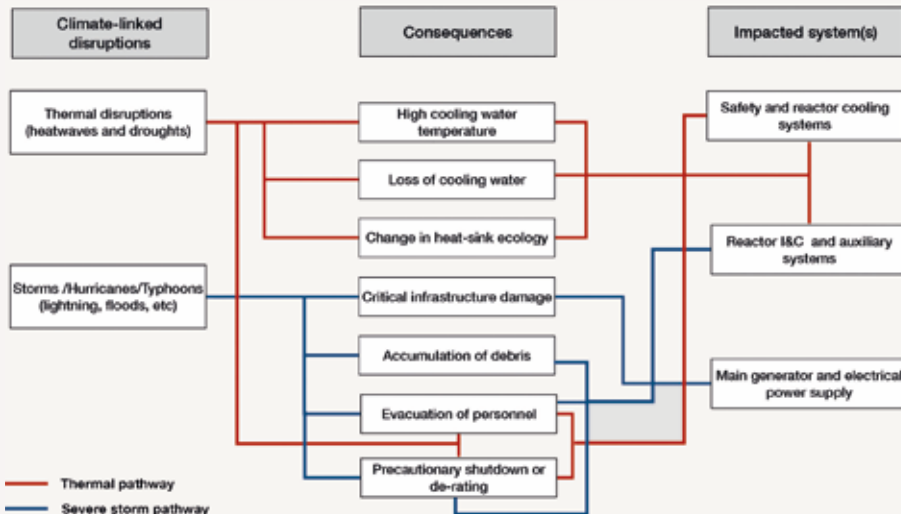 Climate-linked
disruptions
Consequences
Impacted system(s)
Thermal disruptions
(heatwaves and droughts)
High cooling water
temperature
Safety and reactor cooling
systems
Loss of cooling water
Change in heat-sink ecology
Reactor I&C and auxiliary
systems
Storms /Hurricanes/Typhoons
(lightning, floods, etc)
Critical infrastructure damage
Accumulation of debris
Main generator and electrical
power supply
Evacuation of personnel
Precautionary shutdown or
de-rating
Thermal pathway
Severe storm pathway